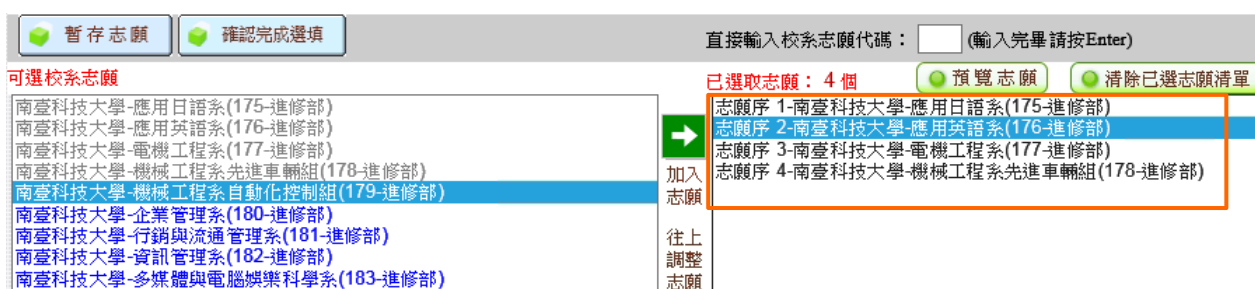 暫存志願
確認完成選填
直接輸入校系志願代碼：
(輸入完畢請按Enter)
可選校系志願
已選取志願：4個
預覽志願
清除已選志願清單
南臺科技大學-應用日語系(175-進修部)
南臺科技大學-應用英語系(176-進修部)
南臺科技大學-電機工程系(177-進修部)
南臺科技大學-機械工程系先進車輛組(178-進修部)
南臺科技大學-機械工程系自動化控制組(179-進修部)
南臺科技大學-企業管理系(180-進修部)
南臺科技大學-行銷與流通管理系(181-進修部)
南臺科技大學-資訊管理系(182-進修部)
南臺科技大學-多媒體與電腦娛樂科學系(183-進修部)
加入
志願
往上
調整
志願
志願序 1-南臺科技大學-應用日語系(175-進修部)
志願序 2-南臺科技大學-應用英語系(176-進修部)
志願序 3-南臺科技大學-電機工程系(177-進修部)
志願序 4-南臺科技大學-機械工程系先進車輛組(178-進修部)